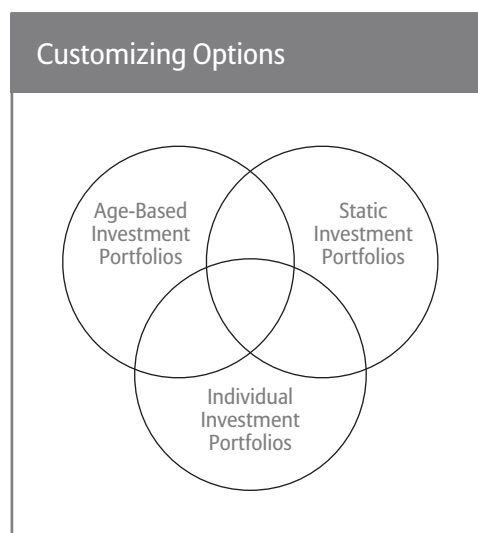 Customizing Options
Age-Based
Investment
Portfolios
Static
Investment
Portfolios
Individual
Investment
Portfolios